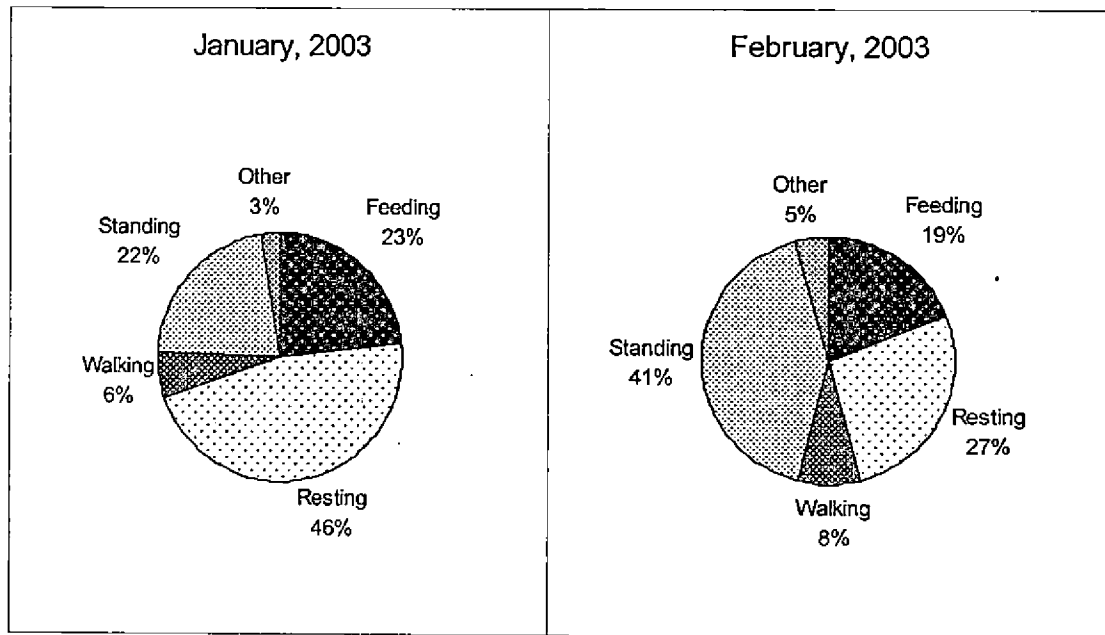 January, 2003
Other
3%
Feeding
23%
Standing
22%
Walking
6%
Resting
46%
February, 2003
Other
5%
Feeding
19%
Standing
41%
Resting
27%
Walking
8%